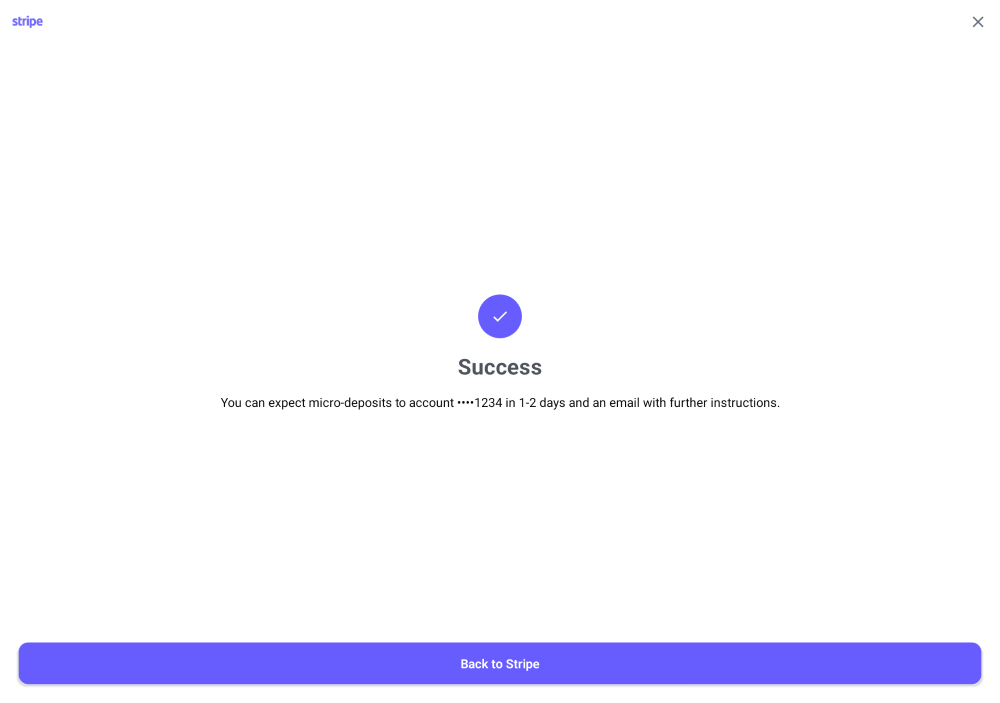 stripe
Success
You can expect micro-deposits to account ••••1234 in 1-2 days and an email with further instructions.
Back to Stripe